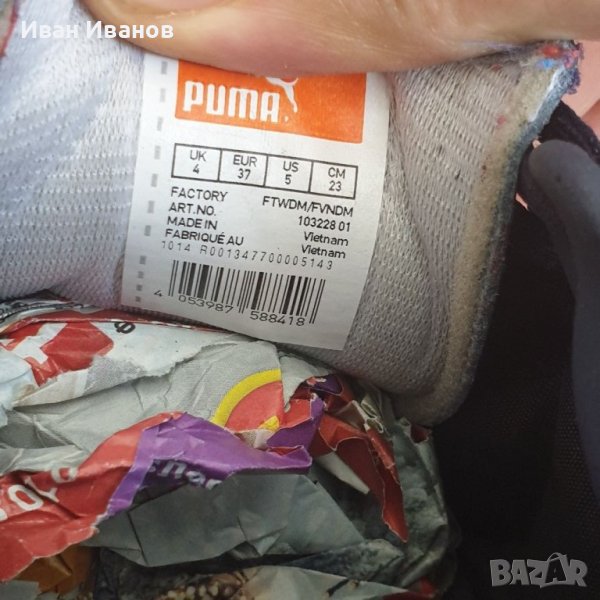 Иван Иванов
PUMA
UK EUR US CM
4 37 5 23
FACTORY FTWDM/FVNDM
ART.NO. 103228 01
MADE IN Vietnam
FABRIQUÉ AU Vietnam
1014 R001347700005143
4 053987 588418
BAZAR